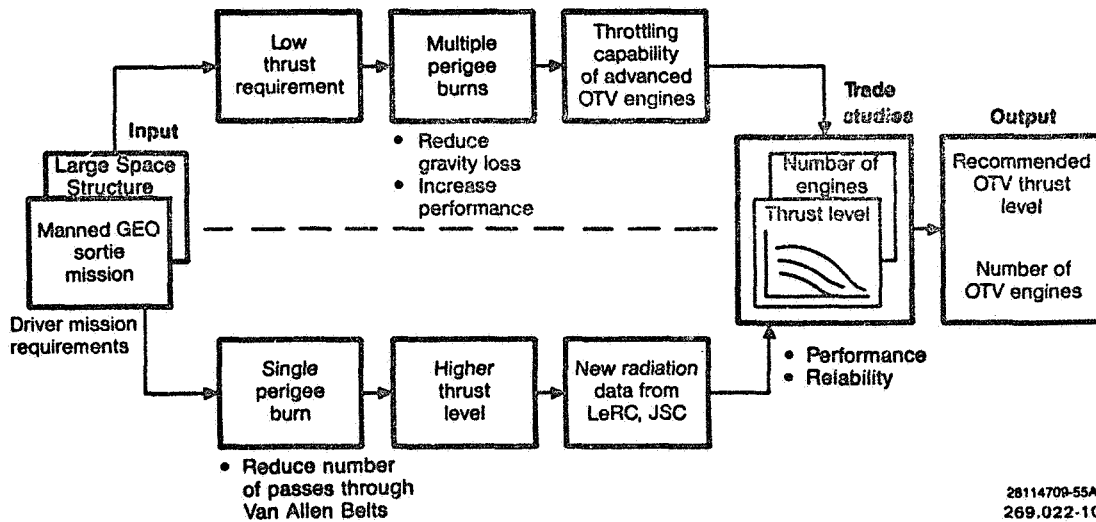 Low
thrust
requirement
Multiple
perigee
burns
Throttling
capability
of advanced
OTV engines
• Reduce
gravity loss
• Increase
performance
Input
Large Space
Structure
Manned GEO
sortie
mission
Driver mission
requirements
Single
perigee
burn
• Reduce number
of passes through
Van Allen Belts
Higher
thrust
level
New radiation
data from
LeRC, JSC
Trade
studies
Number of
engines
Thrust level
• Performance
• Reliability
Output
Recommended
OTV thrust
level
Number of
OTV engines
28114709-55A
269.022-10